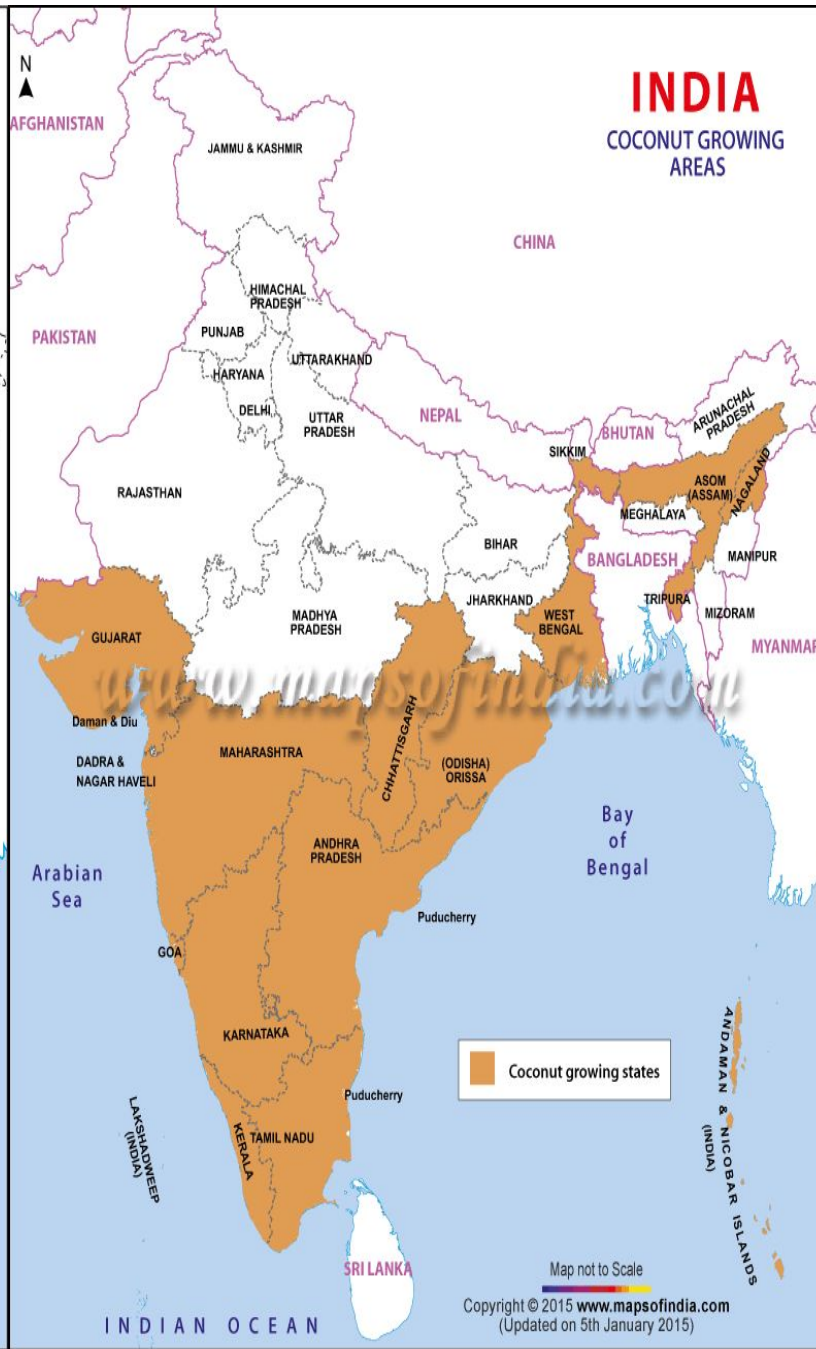 N
INDIA
COCONUT GROWING
AREAS
AFGHANISTAN
JAMMU & KASHMIR
CHINA
HIMACHAL
PRADESH
PUNJAB
PAKISTAN
UTTARAKHAND
HARYANA
DELHI
UTTAR
PRADESH
NEPAL
SIKKIM
BHUTAN
ARUNACHAL
PRADESH
RAJASTHAN
ASOM
(ASSAM)
NAGALAND
MEGHALAYA
BIHAR
BANGLADESH
MANIPUR
JHARKHAND
TRIPURA
MIZORAM
MADHYA
PRADESH
WEST
BENGAL
GUJARAT
MYANMAR
www.mapsofindia.com
Daman & Diu
MAHARASHTRA
CHHATTISGARH
DADRA &
NAGAR HAVELI
(ODISHA)
ORISSA
ANDHRA
PRADESH
Bay
of
Bengal
Arabian
Sea
Puducherry
GOA
KARNATAKA
Coconut growing states
Puducherry
LAKSHADWEEP
(INDIA)
KERALA
TAMIL NADU
ANDAMAN & NICOBAR ISLANDS
(INDIA)
SRI LANKA
Map not to Scale
Copyright © 2015 www.mapsofindia.com
(Updated on 5th January 2015)
INDIAN OCEAN